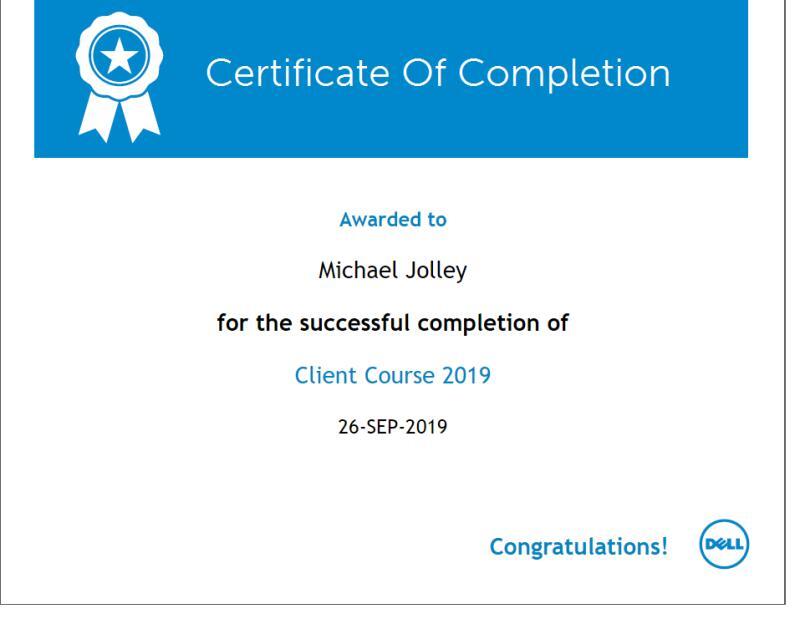 Certificate Of Completion
Awarded to
Michael Jolley
for the successful completion of
Client Course 2019
26-SEP-2019
Congratulations!
DELL